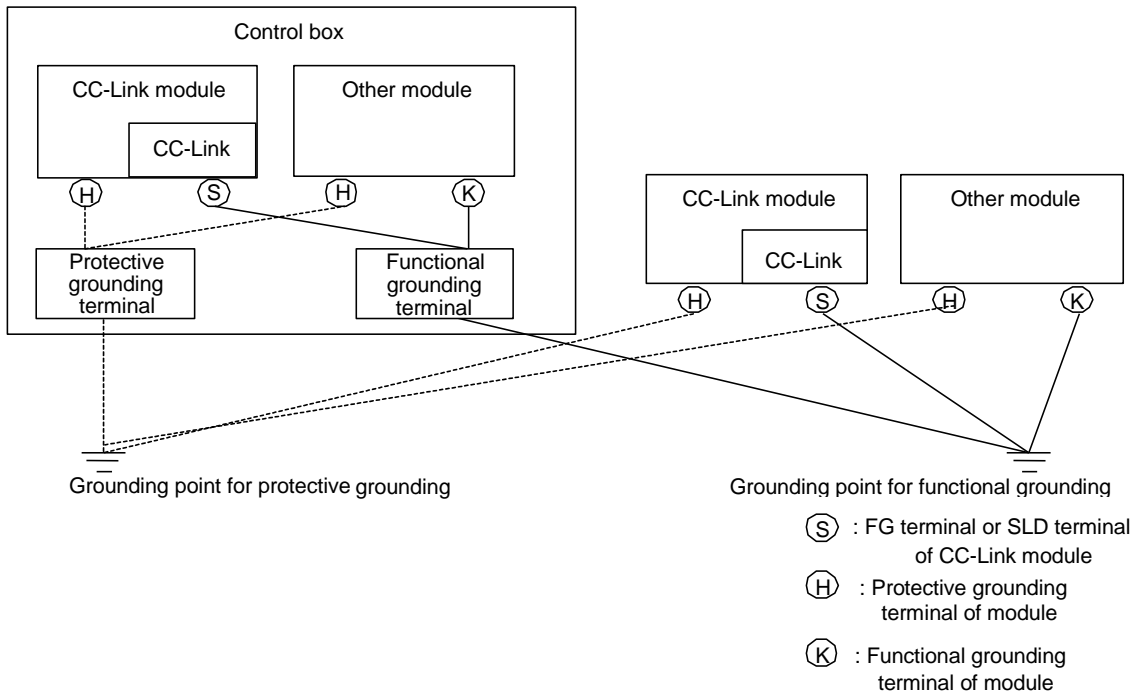 Control box
CC-Link module
CC-Link
H
S
Other module
H
K
Protective
grounding
terminal
Functional
grounding
terminal
CC-Link module
CC-Link
H
S
Other module
H
K
Grounding point for protective grounding
Grounding point for functional grounding
S : FG terminal or SLD terminal
of CC-Link module
H : Protective grounding
terminal of module
K : Functional grounding
terminal of module